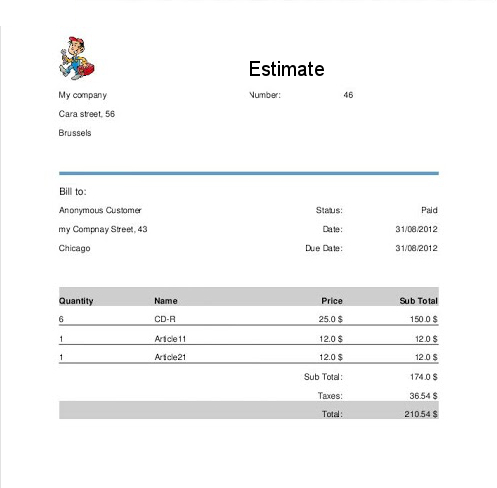 Estimate
My company Number: 46
Cara street, 56
Brussels
Bill to:
Anonymous Customer Status: Paid
my Compnay Street, 43 Date: 31/08/2012
Chicago Due Date: 31/08/2012
Quantity Name Price Sub Total
6 CD-R 25.0 $ 150.0 $
1 Article11 12.0 $ 12.0 $
1 Article21 12.0 $ 12.0 $
Sub Total: 174.0 $
Taxes: 36.54 $
Total: 210.54 $